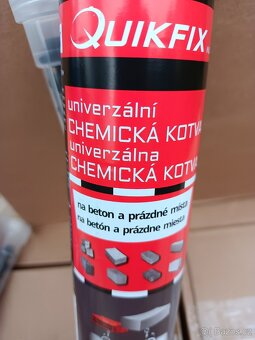 QUIKFIX
univerzální
CHEMICKÁ KOTVA
univerzálna
CHEMICKÁ KOTVA
na beton a prázdné místa
na betón a prázdne miesta